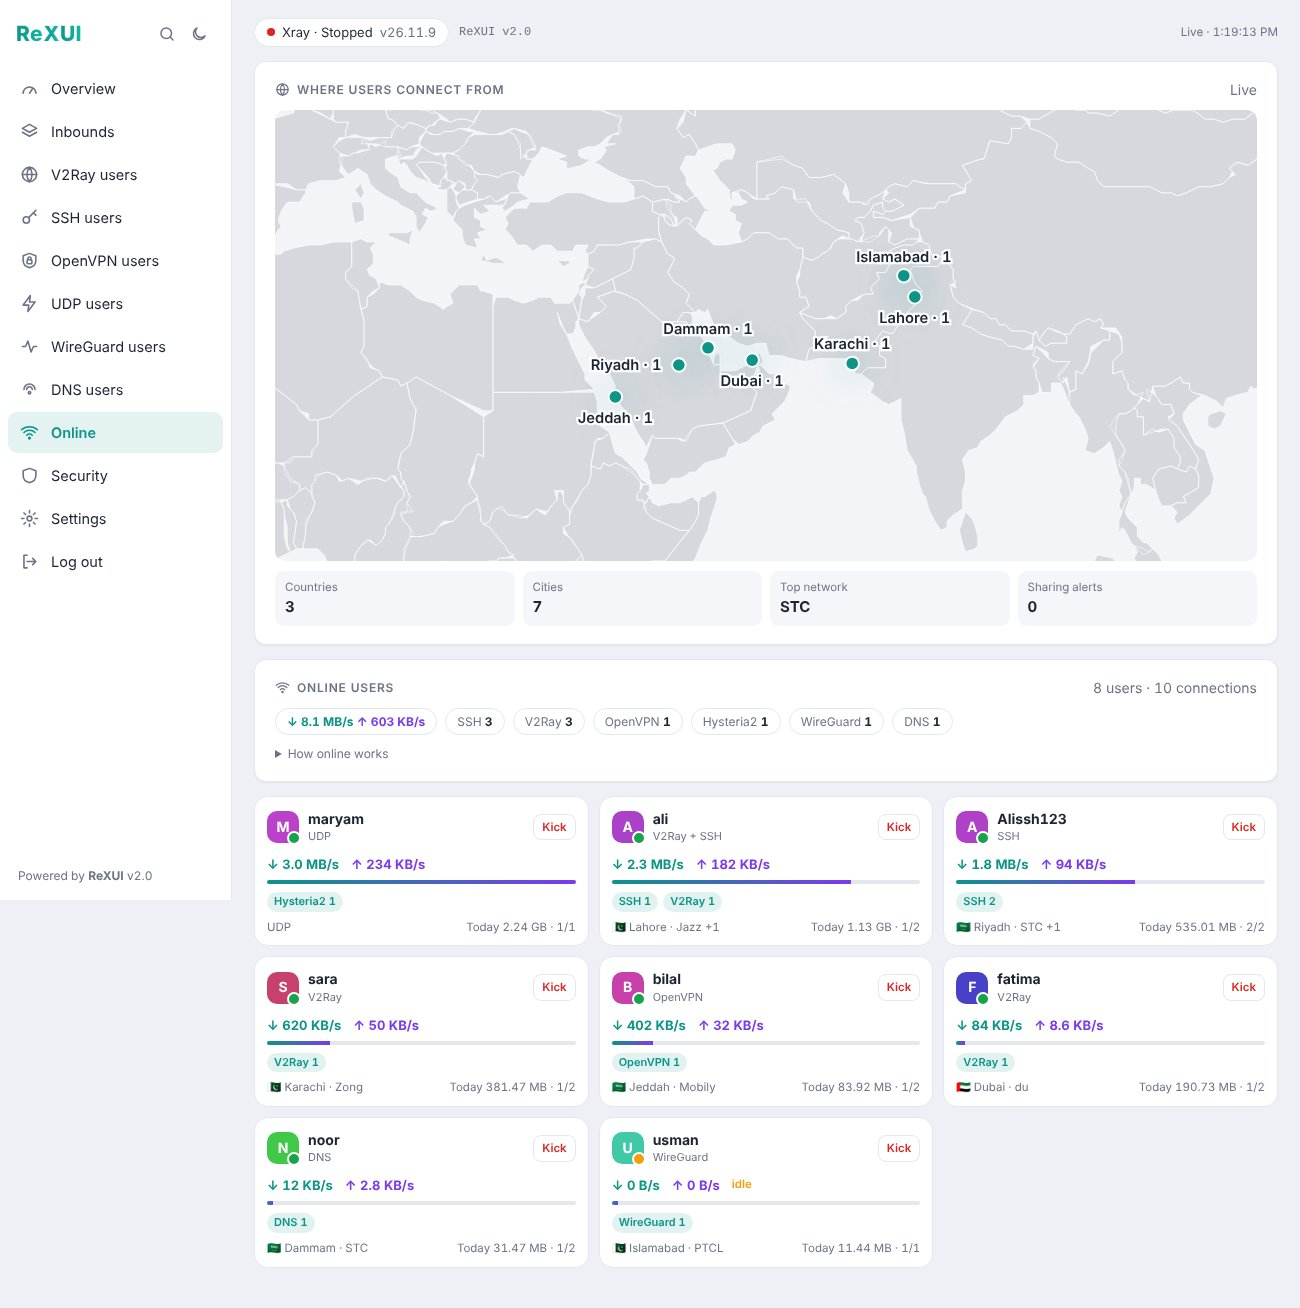 ReXUI
Overview
Inbounds
V2Ray users
SSH users
OpenVPN users
UDP users
WireGuard users
DNS users
Online
Security
Settings
Log out
Powered by ReXUI v2.0
Xray · Stopped v26.11.9
ReXUI v2.0
Live · 1:19:13 PM
WHERE USERS CONNECT FROM
Live
Islamabad · 1
Lahore · 1
Dammam · 1
Karachi · 1
Riyadh · 1
Dubai · 1
Jeddah · 1
Countries
3
Cities
7
Top network
STC
Sharing alerts
0
ONLINE USERS
8 users · 10 connections
↓ 8.1 MB/s ↑ 603 KB/s
SSH 3
V2Ray 3
OpenVPN 1
Hysteria2 1
WireGuard 1
DNS 1
▶ How online works
M
maryam
UDP
Kick
↓ 3.0 MB/s ↑ 234 KB/s
Hysteria2 1
UDP
Today 2.24 GB · 1/1
A
ali
V2Ray + SSH
Kick
↓ 2.3 MB/s ↑ 182 KB/s
SSH 1
V2Ray 1
Lahore · Jazz +1
Today 1.13 GB · 1/2
A
Alissh123
SSH
Kick
↓ 1.8 MB/s ↑ 94 KB/s
SSH 2
Riyadh · STC +1
Today 535.01 MB · 2/2
S
sara
V2Ray
Kick
↓ 620 KB/s ↑ 50 KB/s
V2Ray 1
Karachi · Zong
Today 381.47 MB · 1/2
B
bilal
OpenVPN
Kick
↓ 402 KB/s ↑ 32 KB/s
OpenVPN 1
Jeddah · Mobily
Today 83.92 MB · 1/2
F
fatima
V2Ray
Kick
↓ 84 KB/s ↑ 8.6 KB/s
V2Ray 1
Dubai · du
Today 190.73 MB · 1/2
N
noor
DNS
Kick
↓ 12 KB/s ↑ 2.8 KB/s
DNS 1
Dammam · STC
Today 31.47 MB · 1/2
U
usman
WireGuard
Kick
↓ 0 B/s ↑ 0 B/s idle
WireGuard 1
Islamabad · PTCL
Today 11.44 MB · 1/1